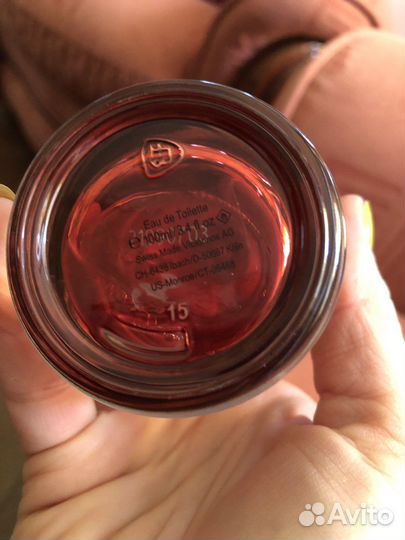 Eau de Toilette
℮ 100ml/3.4 fl.oz
Swiss Made Victorinox AG
CH-6438 Ibach/D-50667 Köln
US-Monroe/CT-06468
15
Avito